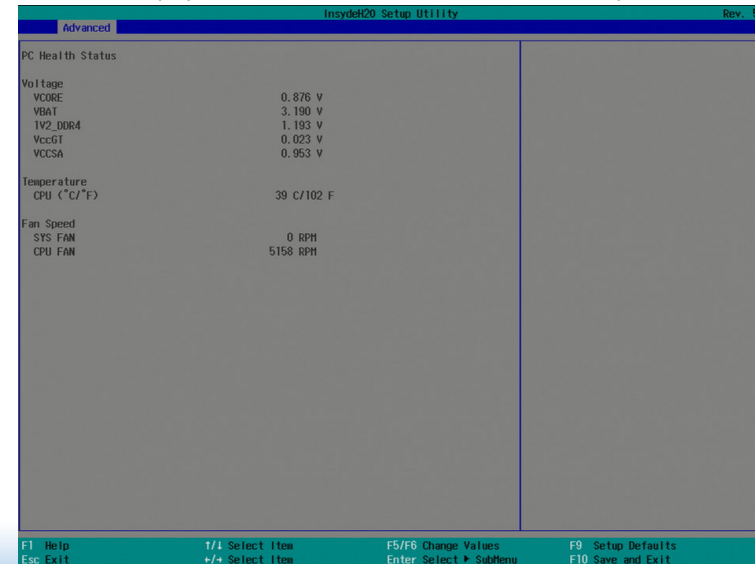 InsydeH20 Setup Utility Rev.
Advanced
PC Health Status
Voltage
VCORE 0.876 V
VBAT 3.190 V
1V2_DDR4 1.193 V
VccGT 0.023 V
VCCSA 0.953 V
Temperature
CPU (°C/°F) 39 C/102 F
Fan Speed
SYS FAN 0 RPM
CPU FAN 5158 RPM
F1 Help ↑/↓ Select Item F5/F6 Change Values F9 Setup Defaults
Esc Exit ←/→ Select Item Enter Select ▶ SubMenu F10 Save and Exit